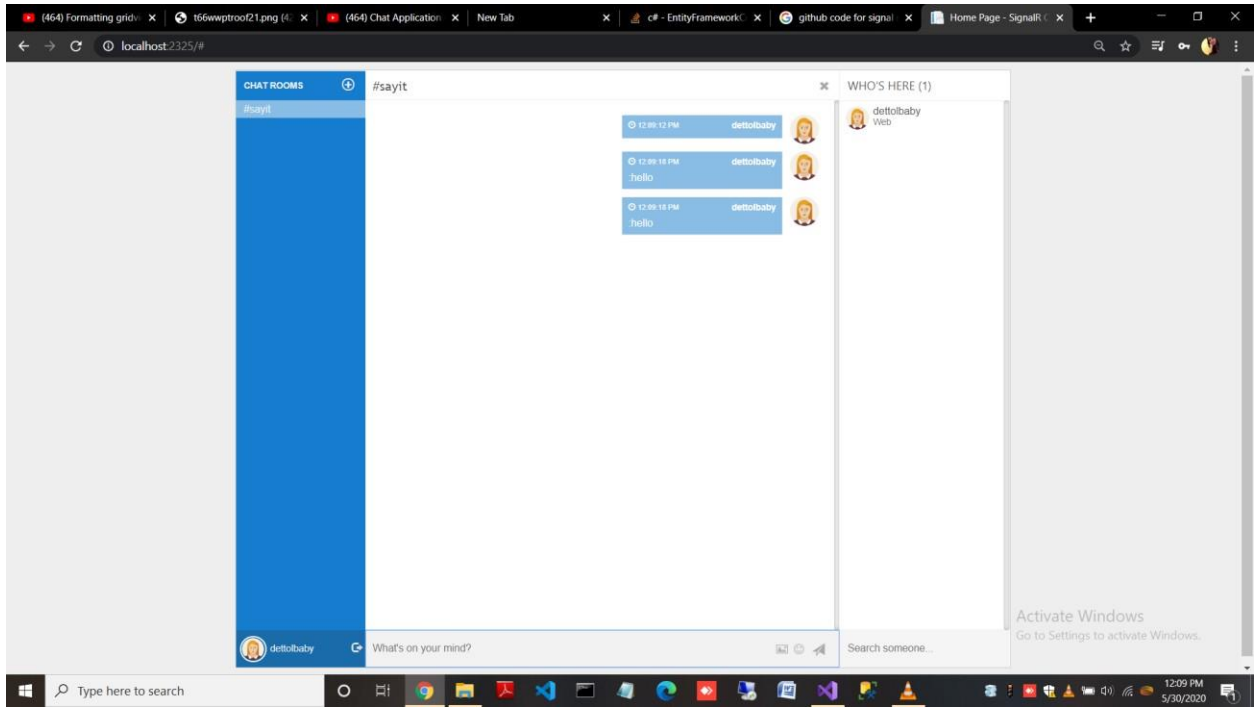 (464) Formatting gridvi
t66wwptroof21.png (4
(464) Chat Application
New Tab
c# - EntityFrameworkC
github code for signal
Home Page - SignalR C
localhost:2325/#
CHAT ROOMS
#sayit
#sayit
WHO'S HERE (1)
dettolbaby
Web
12:09:12 PM dettolbaby
12:09:18 PM dettolbaby
:hello
12:09:18 PM dettolbaby
:hello
Activate Windows
Go to Settings to activate Windows.
dettolbaby
What's on your mind?
Search someone...
Type here to search
12:09 PM
5/30/2020